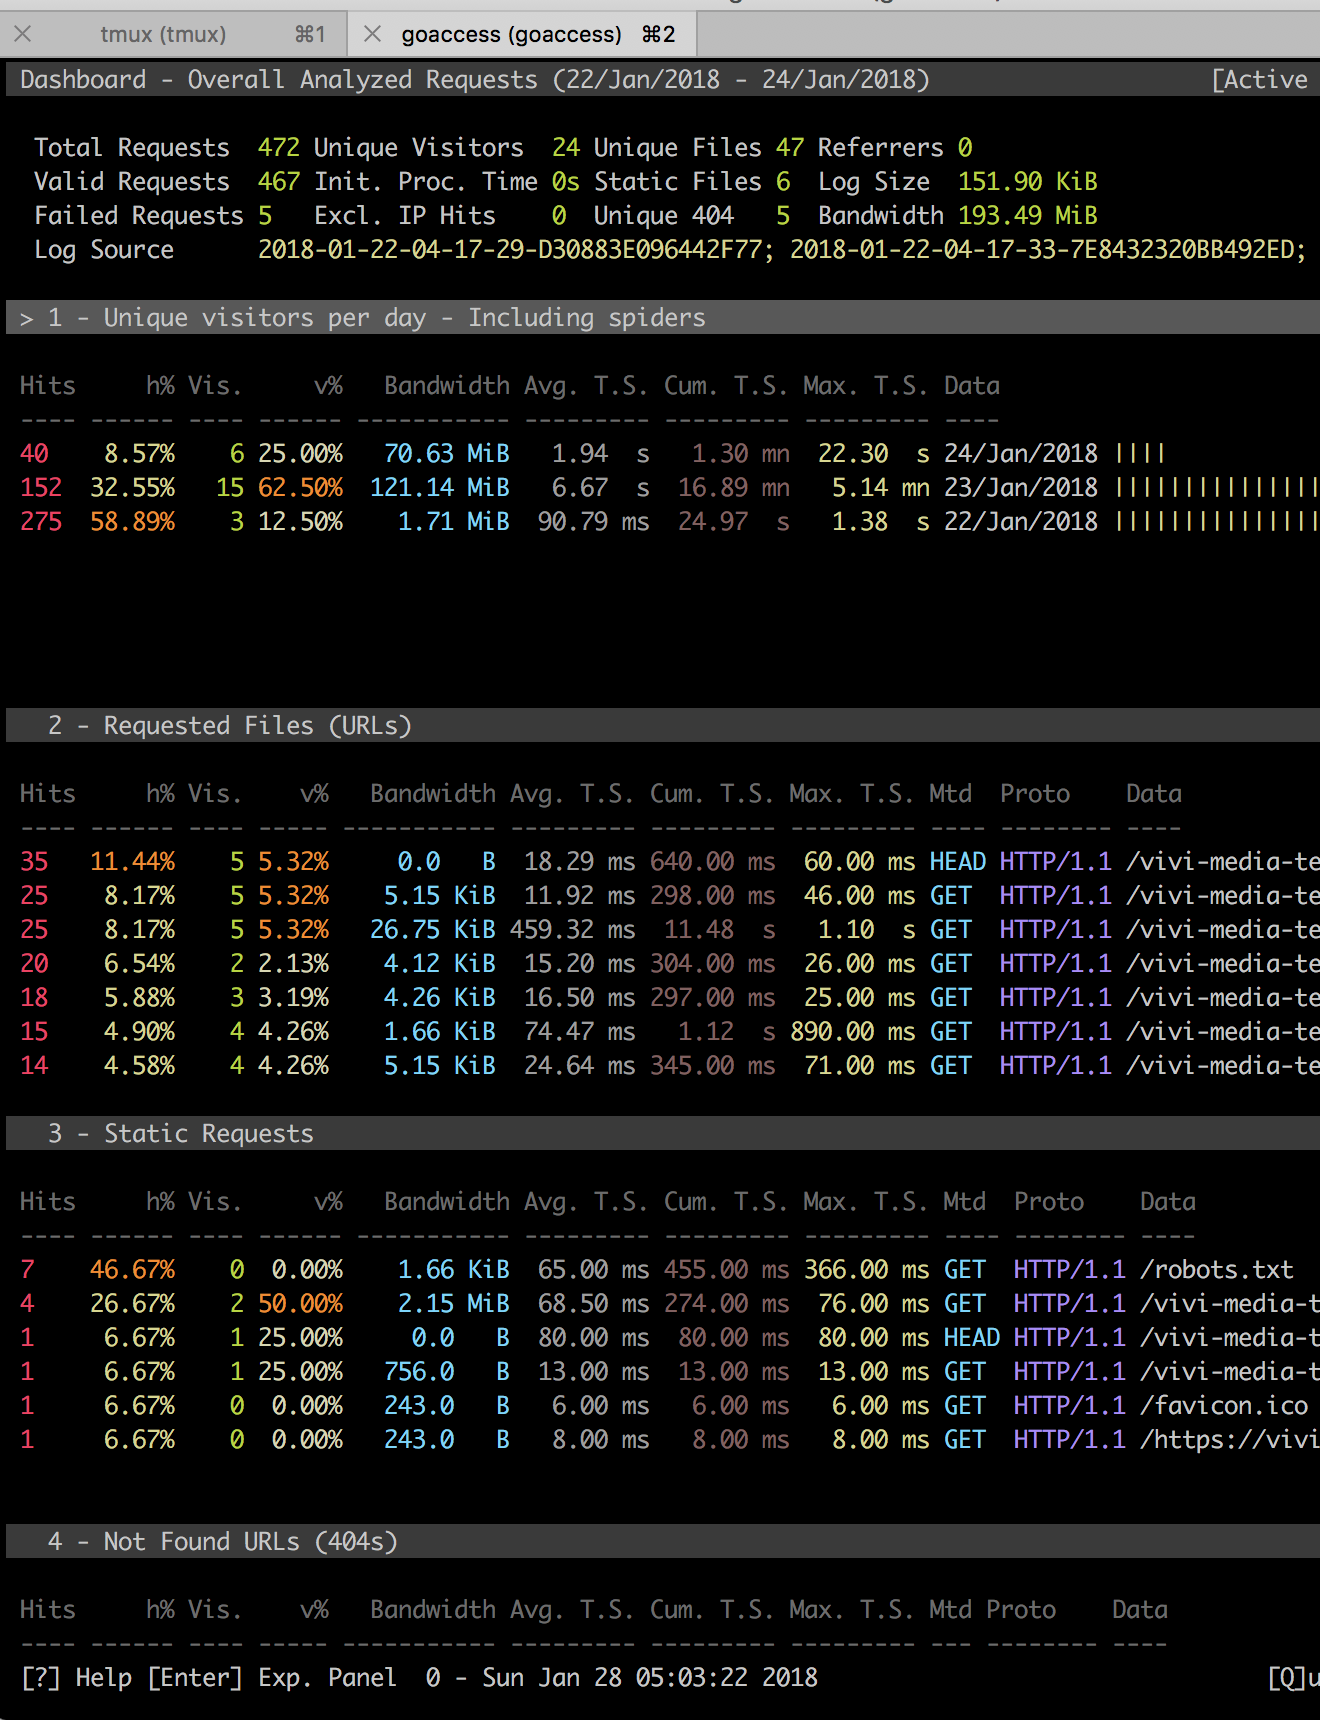 tmux (tmux) ⌘1 goaccess (goaccess) ⌘2
Dashboard - Overall Analyzed Requests (22/Jan/2018 - 24/Jan/2018) [Active
Total Requests 472 Unique Visitors 24 Unique Files 47 Referrers 0
Valid Requests 467 Init. Proc. Time 0s Static Files 6 Log Size 151.90 KiB
Failed Requests 5 Excl. IP Hits 0 Unique 404 5 Bandwidth 193.49 MiB
Log Source 2018-01-22-04-17-29-D30883E096442F77; 2018-01-22-04-17-33-7E8432320BB492ED;
> 1 - Unique visitors per day - Including spiders
Hits h% Vis. v% Bandwidth Avg. T.S. Cum. T.S. Max. T.S. Data
---- ------ ---- ------ ----------- --------- --------- --------- ----
40 8.57% 6 25.00% 70.63 MiB 1.94 s 1.30 mn 22.30 s 24/Jan/2018 ||||
152 32.55% 15 62.50% 121.14 MiB 6.67 s 16.89 mn 5.14 mn 23/Jan/2018 |||||||||||||||
275 58.89% 3 12.50% 1.71 MiB 90.79 ms 24.97 s 1.38 s 22/Jan/2018 |||||||||||||||
2 - Requested Files (URLs)
Hits h% Vis. v% Bandwidth Avg. T.S. Cum. T.S. Max. T.S. Mtd Proto Data
---- ------ ---- ----- ----------- --------- --------- --------- ---- -------- ----
35 11.44% 5 5.32% 0.0 B 18.29 ms 640.00 ms 60.00 ms HEAD HTTP/1.1 /vivi-media-te
25 8.17% 5 5.32% 5.15 KiB 11.92 ms 298.00 ms 46.00 ms GET HTTP/1.1 /vivi-media-te
25 8.17% 5 5.32% 26.75 KiB 459.32 ms 11.48 s 1.10 s GET HTTP/1.1 /vivi-media-te
20 6.54% 2 2.13% 4.12 KiB 15.20 ms 304.00 ms 26.00 ms GET HTTP/1.1 /vivi-media-te
18 5.88% 3 3.19% 4.26 KiB 16.50 ms 297.00 ms 25.00 ms GET HTTP/1.1 /vivi-media-te
15 4.90% 4 4.26% 1.66 KiB 74.47 ms 1.12 s 890.00 ms GET HTTP/1.1 /vivi-media-te
14 4.58% 4 4.26% 5.15 KiB 24.64 ms 345.00 ms 71.00 ms GET HTTP/1.1 /vivi-media-te
3 - Static Requests
Hits h% Vis. v% Bandwidth Avg. T.S. Cum. T.S. Max. T.S. Mtd Proto Data
---- ------ ---- ------ ----------- --------- --------- --------- ---- -------- ----
7 46.67% 0 0.00% 1.66 KiB 65.00 ms 455.00 ms 366.00 ms GET HTTP/1.1 /robots.txt
4 26.67% 2 50.00% 2.15 MiB 68.50 ms 274.00 ms 76.00 ms GET HTTP/1.1 /vivi-media-t
1 6.67% 1 25.00% 0.0 B 80.00 ms 80.00 ms 80.00 ms HEAD HTTP/1.1 /vivi-media-t
1 6.67% 1 25.00% 756.0 B 13.00 ms 13.00 ms 13.00 ms GET HTTP/1.1 /vivi-media-t
1 6.67% 0 0.00% 243.0 B 6.00 ms 6.00 ms 6.00 ms GET HTTP/1.1 /favicon.ico
1 6.67% 0 0.00% 243.0 B 8.00 ms 8.00 ms 8.00 ms GET HTTP/1.1 /https://vivi
4 - Not Found URLs (404s)
Hits h% Vis. v% Bandwidth Avg. T.S. Cum. T.S. Max. T.S. Mtd Proto Data
---- ------ ---- ----- ----------- --------- --------- --------- --- -------- ----
[?] Help [Enter] Exp. Panel 0 - Sun Jan 28 05:03:22 2018 [Q]u